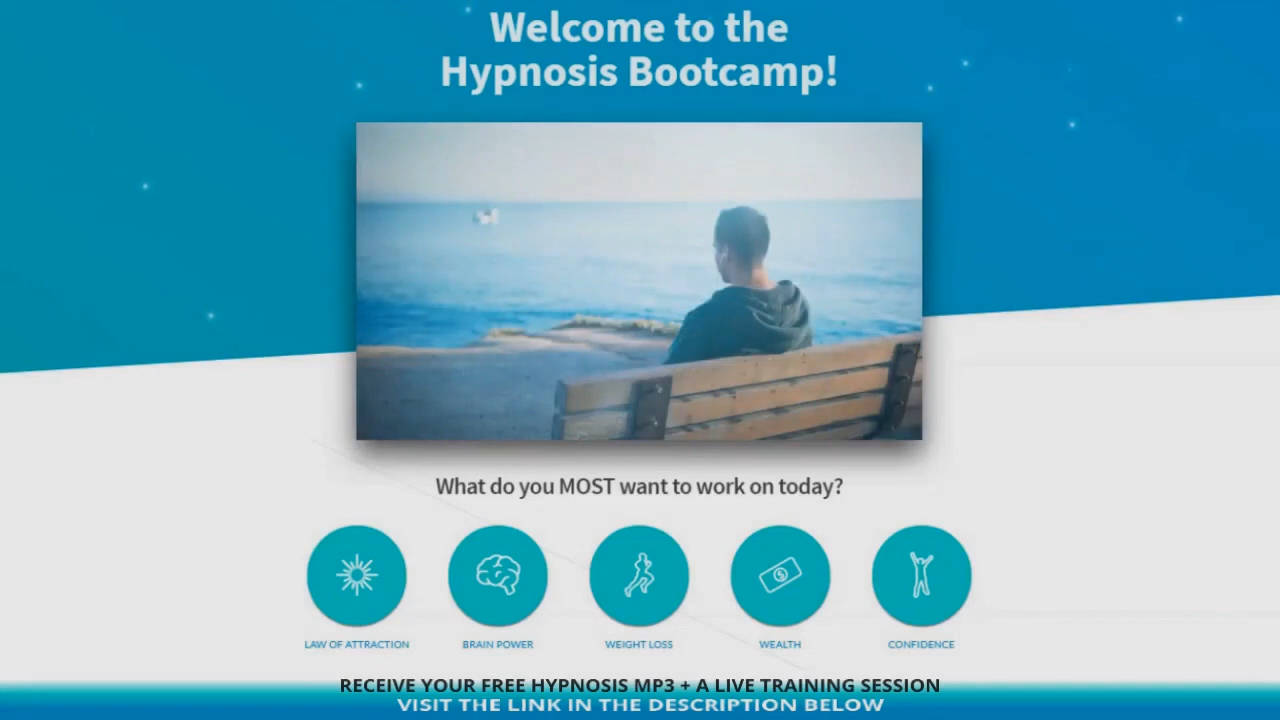 Welcome to the
Hypnosis Bootcamp!
What do you MOST want to work on today?
LAW OF ATTRACTION
BRAIN POWER
WEIGHT LOSS
WEALTH
CONFIDENCE
RECEIVE YOUR FREE HYPNOSIS MP3 + A LIVE TRAINING SESSION
VISIT THE LINK IN THE DESCRIPTION BELOW